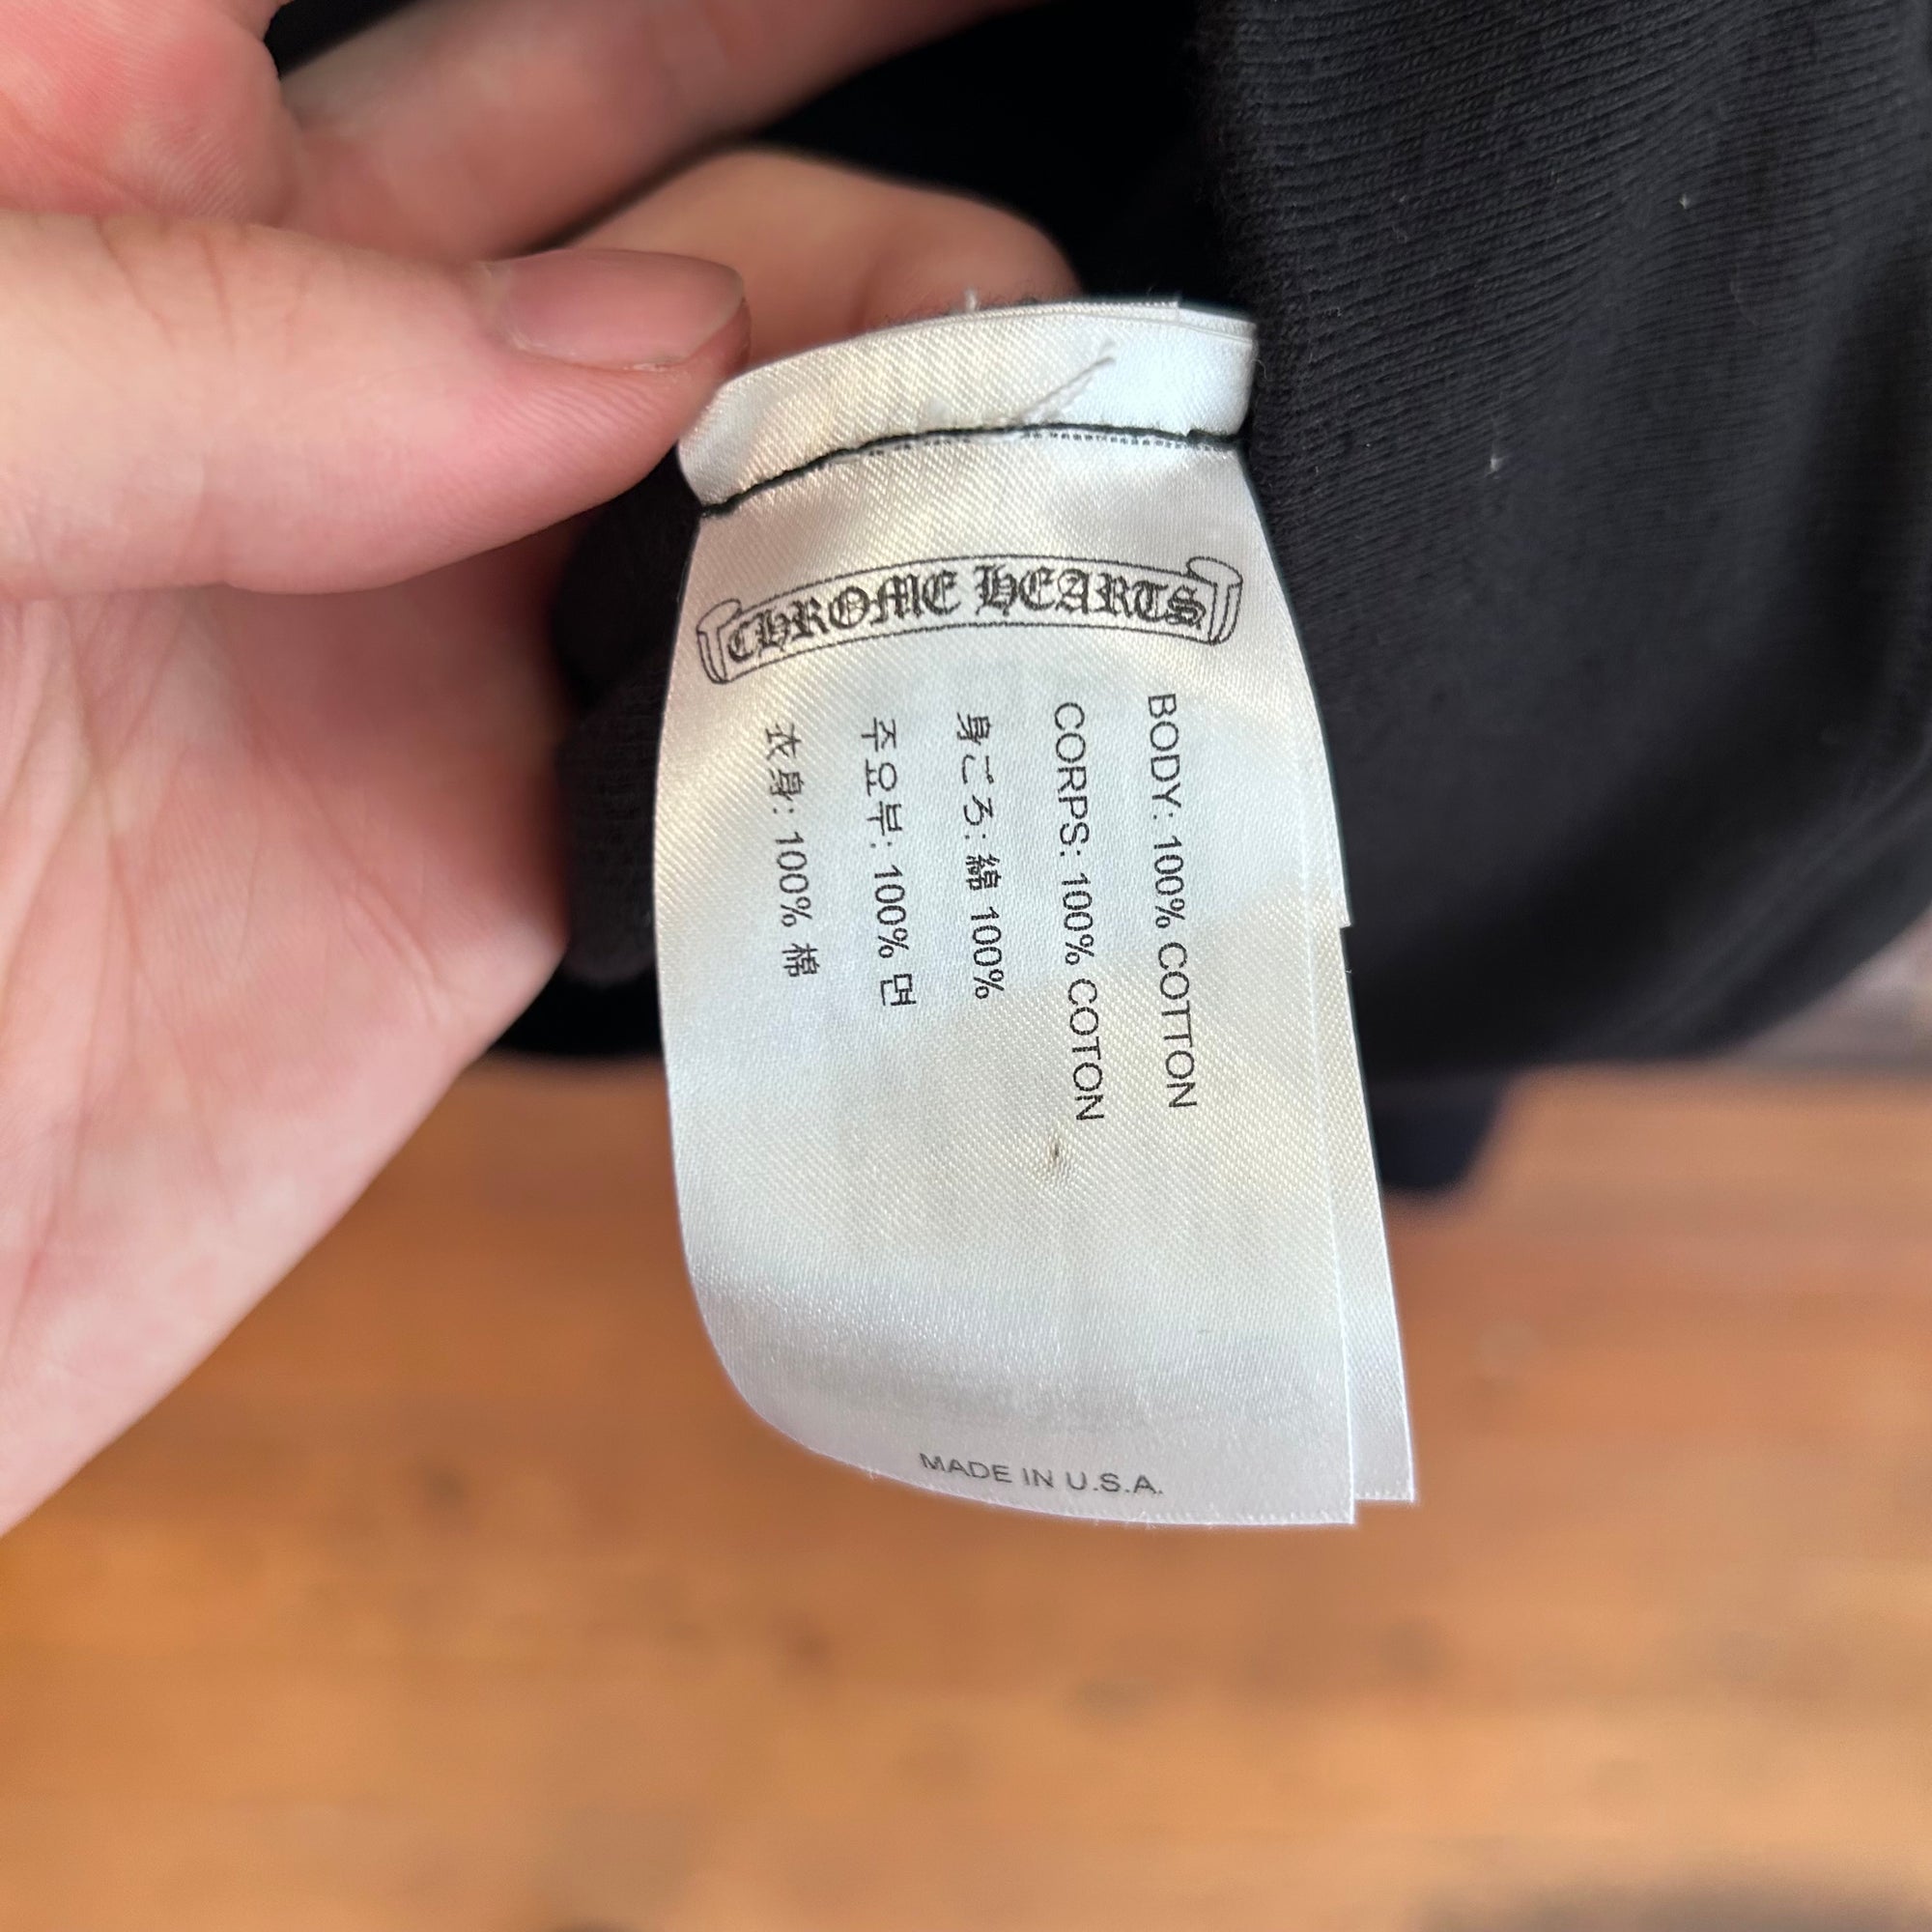 CHROME HEARTS
BODY: 100% COTTON
CORPS: 100% COTON
身ごろ: 綿 100%
주요부: 100% 면
衣身: 100% 棉
MADE IN U.S.A.